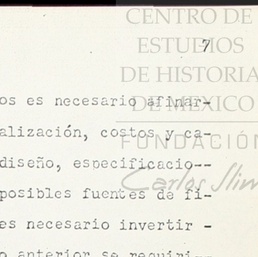 CENTRO DE
ESTUDIOS
7
DE HISTORIA
DE MEXICO
FUNDACIÓN
Carlos Slim
os es necesario afinar-
alización, costos y ca-
diseño, especificacio--
posibles fuentes de fi-
es necesario invertir -
o anterior se requiri-